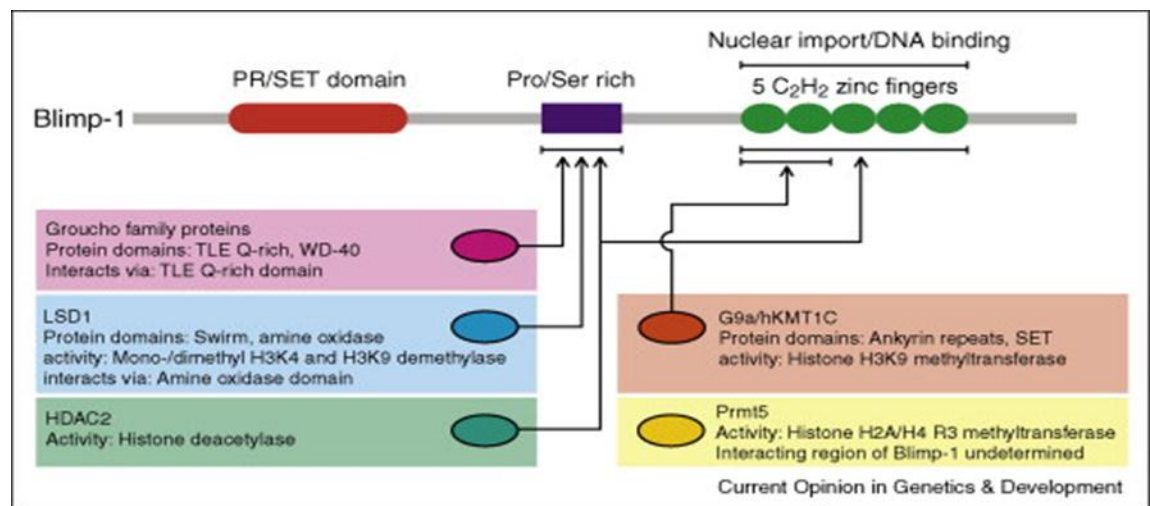 Nuclear import/DNA binding
PR/SET domain
Pro/Ser rich
5 C2H2 zinc fingers
Blimp-1
Groucho family proteins
Protein domains: TLE Q-rich, WD-40
Interacts via: TLE Q-rich domain
LSD1
Protein domains: Swirm, amine oxidase
activity: Mono-/dimethyl H3K4 and H3K9 demethylase
interacts via: Amine oxidase domain
HDAC2
Activity: Histone deacetylase
G9a/hKMT1C
Protein domains: Ankyrin repeats, SET
activity: Histone H3K9 methyltransferase
Prmt5
Activity: Histone H2A/H4 R3 methyltransferase
Interacting region of Blimp-1 undetermined
Current Opinion in Genetics & Development